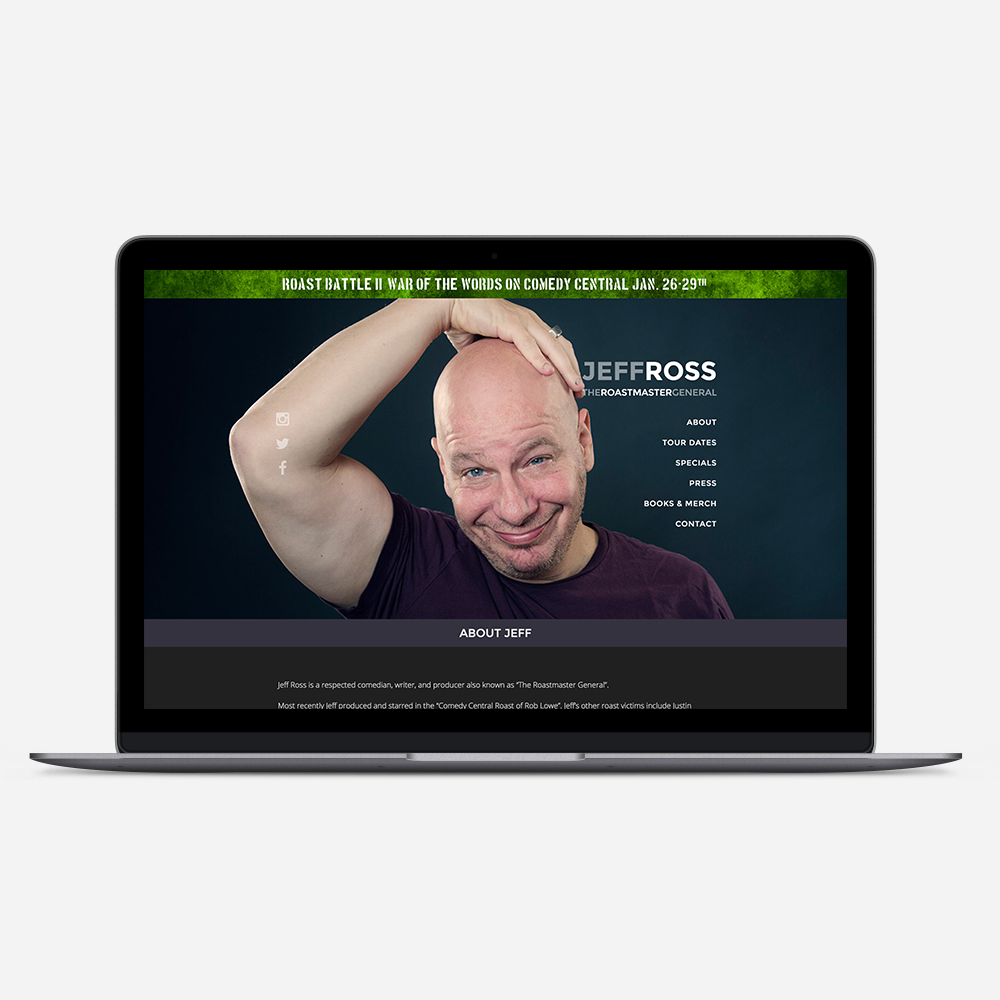 ROAST BATTLE II WAR OF THE WORDS ON COMEDY CENTRAL JAN. 26-29TH
JEFFROSS
THEROASTMASTERGENERAL
ABOUT
TOUR DATES
SPECIALS
PRESS
BOOKS & MERCH
CONTACT
ABOUT JEFF
Jeff Ross is a respected comedian, writer, and producer also known as “The Roastmaster General”.
Most recently Jeff produced and starred in the “Comedy Central Roast of Rob Lowe”. Jeff’s other roast victims include Justin